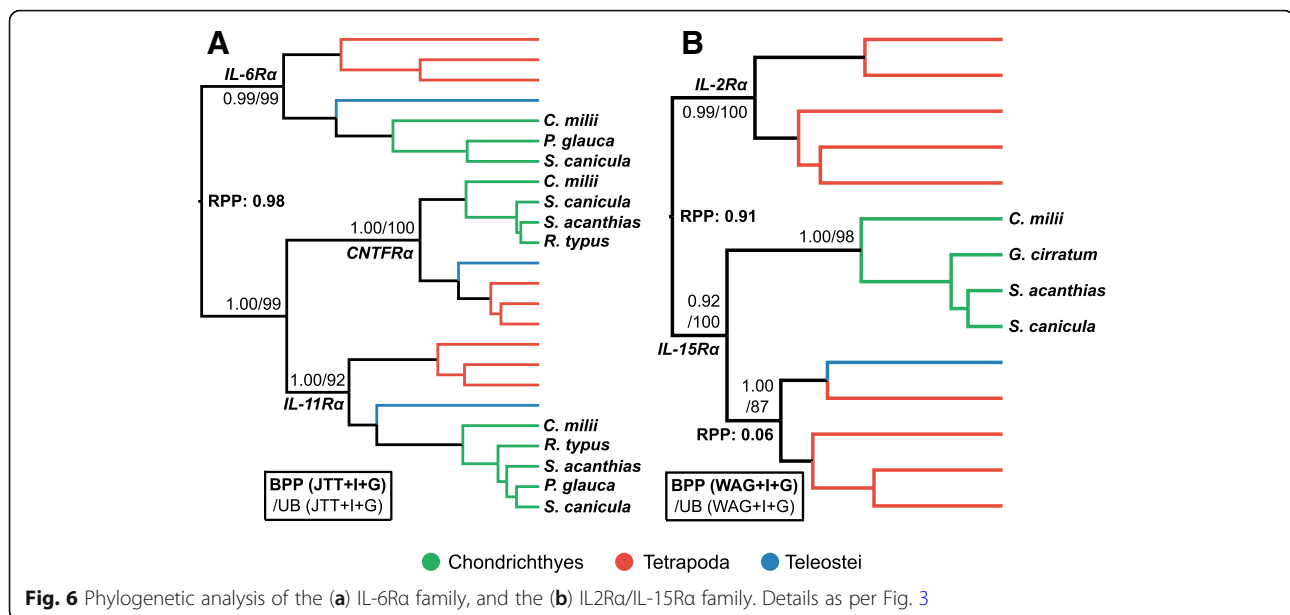 A
IL-6Rα
0.99/99
C. milii
P. glauca
S. canicula
RPP: 0.98
C. milii
S. canicula
1.00/100
S. acanthias
R. typus
CNTFRα
1.00/99
1.00/92
IL-11Rα
C. milii
R. typus
S. acanthias
P. glauca
S. canicula
BPP (JTT+I+G)
/UB (JTT+I+G)
B
IL-2Rα
0.99/100
RPP: 0.91
C. milii
1.00/98
G. cirratum
S. acanthias
S. canicula
0.92
/100
IL-15Rα
1.00
/87
RPP: 0.06
BPP (WAG+I+G)
/UB (WAG+I+G)
Chondrichthyes Tetrapoda Teleostei
Fig. 6 Phylogenetic analysis of the (a) IL-6Rα family, and the (b) IL2Rα/IL-15Rα family. Details as per Fig. 3